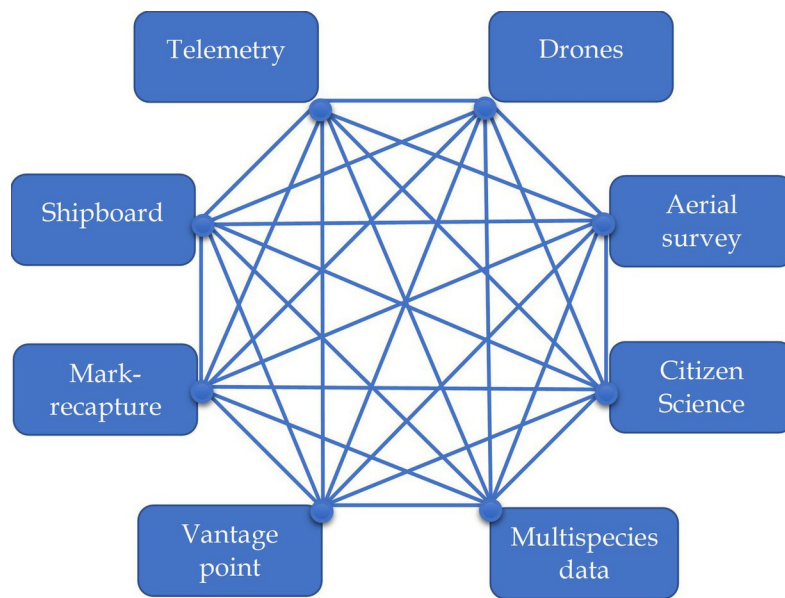 Telemetry
Drones
Shipboard
Aerial
survey
Mark-
recapture
Citizen
Science
Vantage
point
Multispecies
data